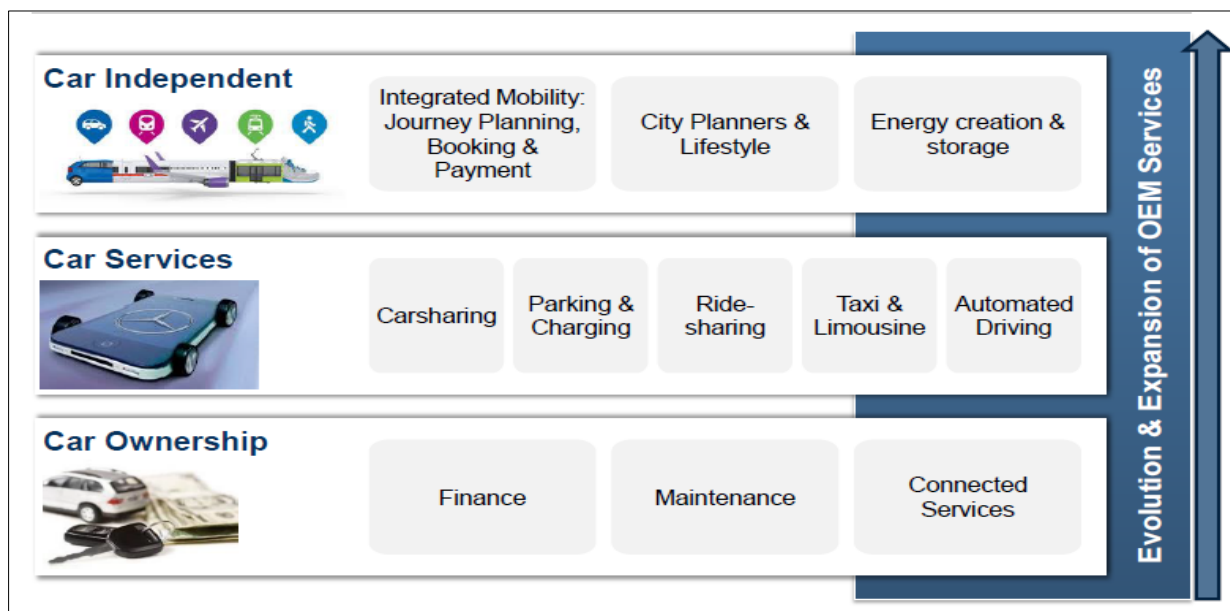 Car Independent
Integrated Mobility:
Journey Planning,
Booking &
Payment
City Planners &
Lifestyle
Energy creation &
storage
Car Services
Carsharing
Parking &
Charging
Ride-
sharing
Taxi &
Limousine
Automated
Driving
Car Ownership
Finance
Maintenance
Connected
Services
Evolution & Expansion of OEM Services